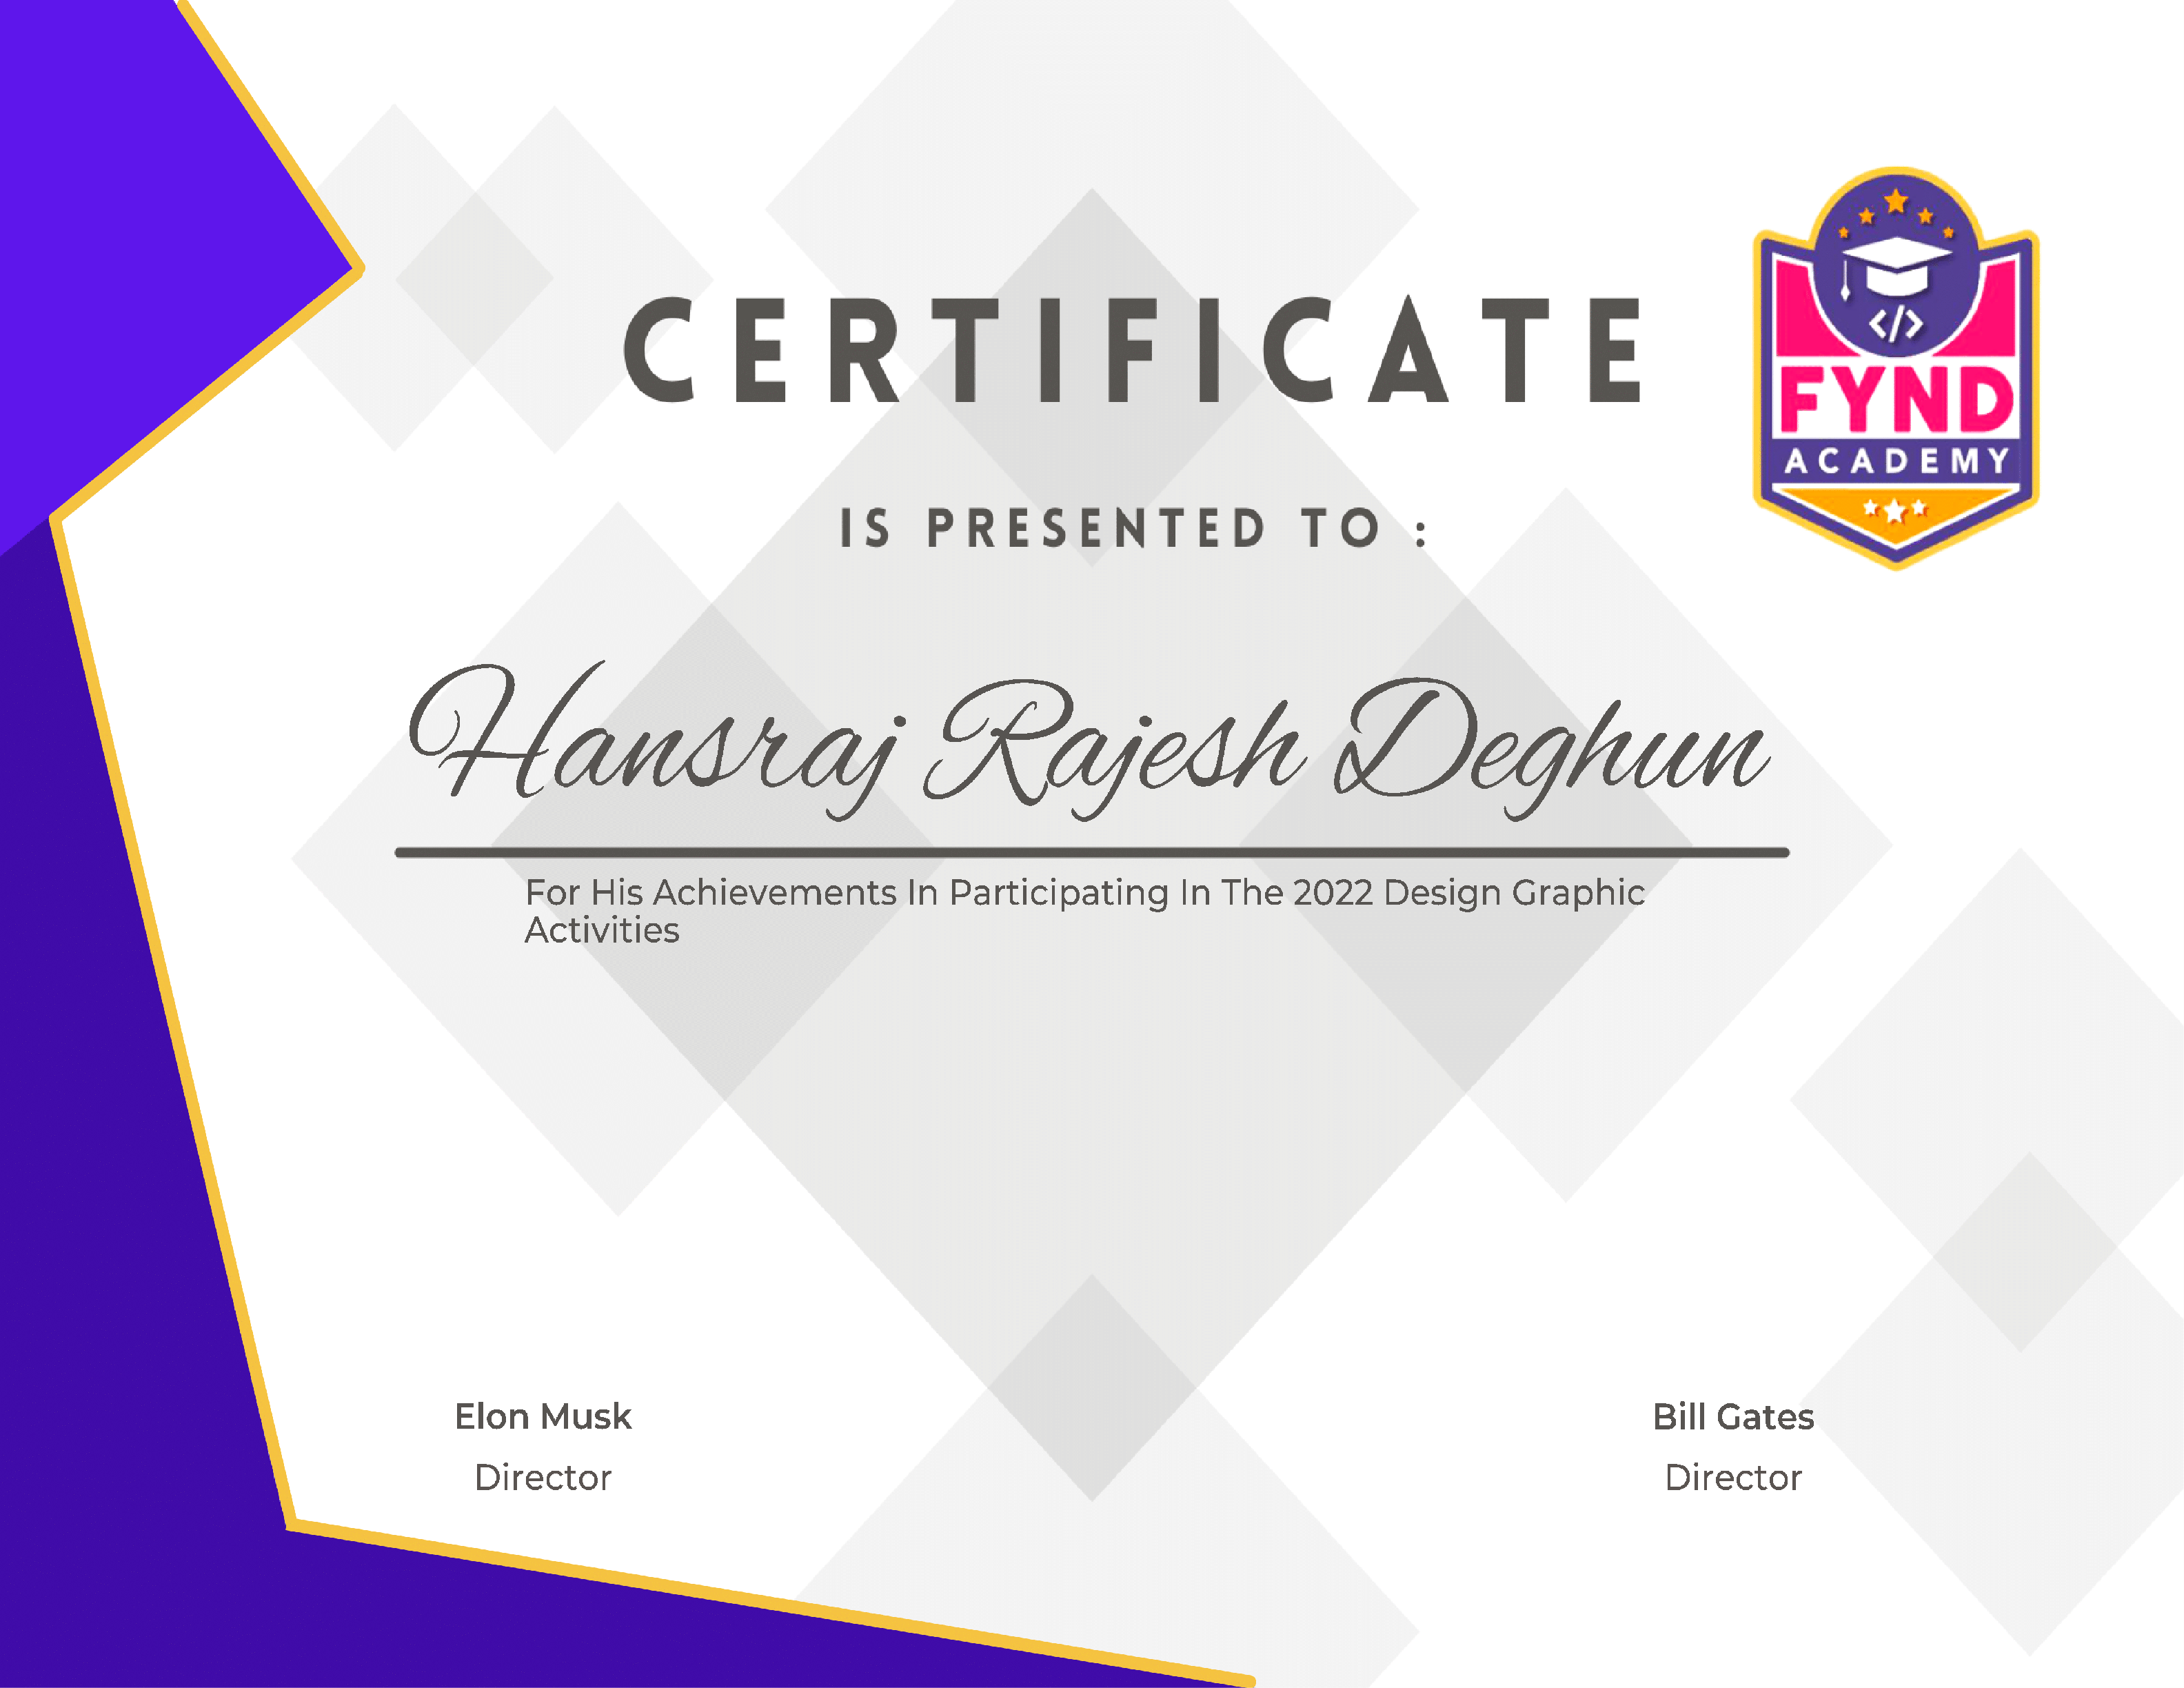 CERTIFICATE
IS PRESENTED TO :
</>
FYND
ACADEMY
Hansraj Rajesh Deghun
For His Achievements In Participating In The 2022 Design Graphic
Activities
Elon Musk
Director
Bill Gates
Director